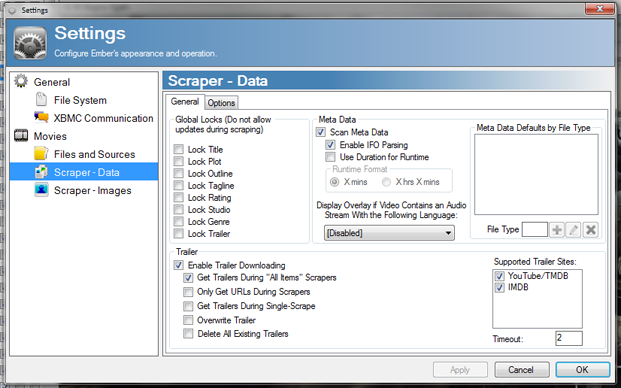 Settings
Settings
Configure Ember's appearance and operation.
General
File System
XBMC Communication
Movies
Files and Sources
Scraper - Data
Scraper - Images
Scraper - Data
General
Options
Global Locks (Do not allow
updates during scraping)
Lock Title
Lock Plot
Lock Outline
Lock Tagline
Lock Rating
Lock Studio
Lock Genre
Lock Trailer
Meta Data
Scan Meta Data
Enable IFO Parsing
Use Duration for Runtime
Runtime Format
X mins
X hrs X mins
Display Overlay if Video Contains an Audio
Stream With the Following Language:
[Disabled]
Meta Data Defaults by File Type
File Type
Trailer
Enable Trailer Downloading
Get Trailers During "All Items" Scrapers
Only Get URLs During Scrapers
Get Trailers During Single-Scrape
Overwrite Trailer
Delete All Existing Trailers
Supported Trailer Sites:
YouTube/TMDB
IMDB
Timeout:
2
Apply
Cancel
OK